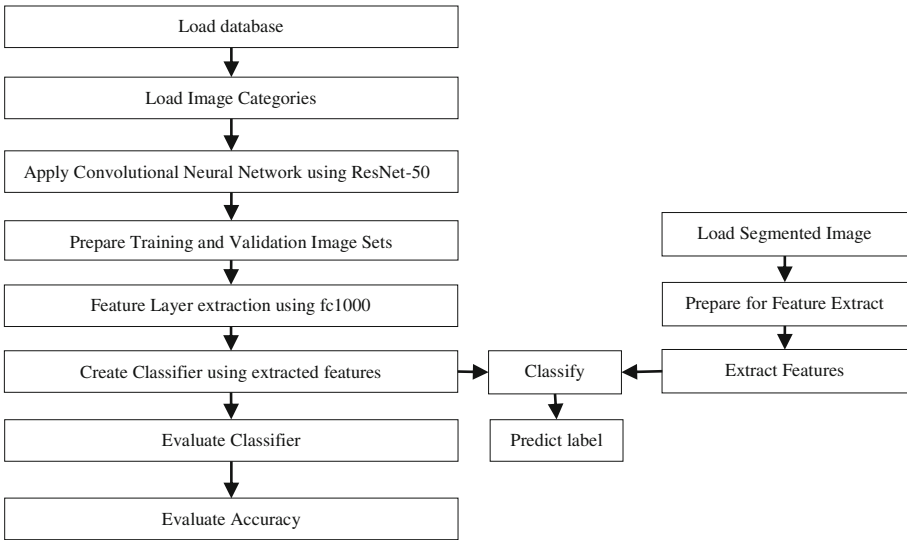 Load database
Load Image Categories
Apply Convolutional Neural Network using ResNet-50
Prepare Training and Validation Image Sets
Feature Layer extraction using fc1000
Create Classifier using extracted features
Evaluate Classifier
Evaluate Accuracy
Classify
Predict label
Load Segmented Image
Prepare for Feature Extract
Extract Features